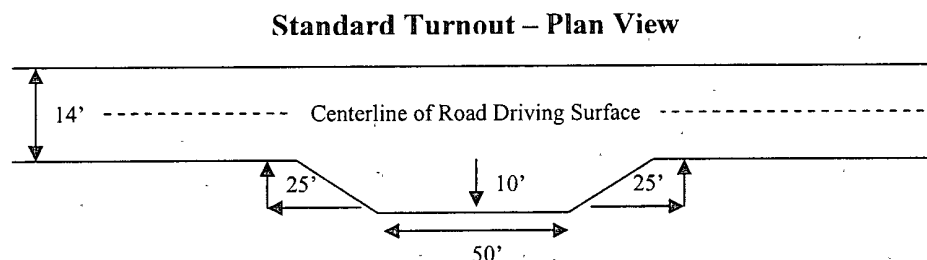 Standard Turnout – Plan View
14’
Centerline of Road Driving Surface
25’
10’
25’
50’